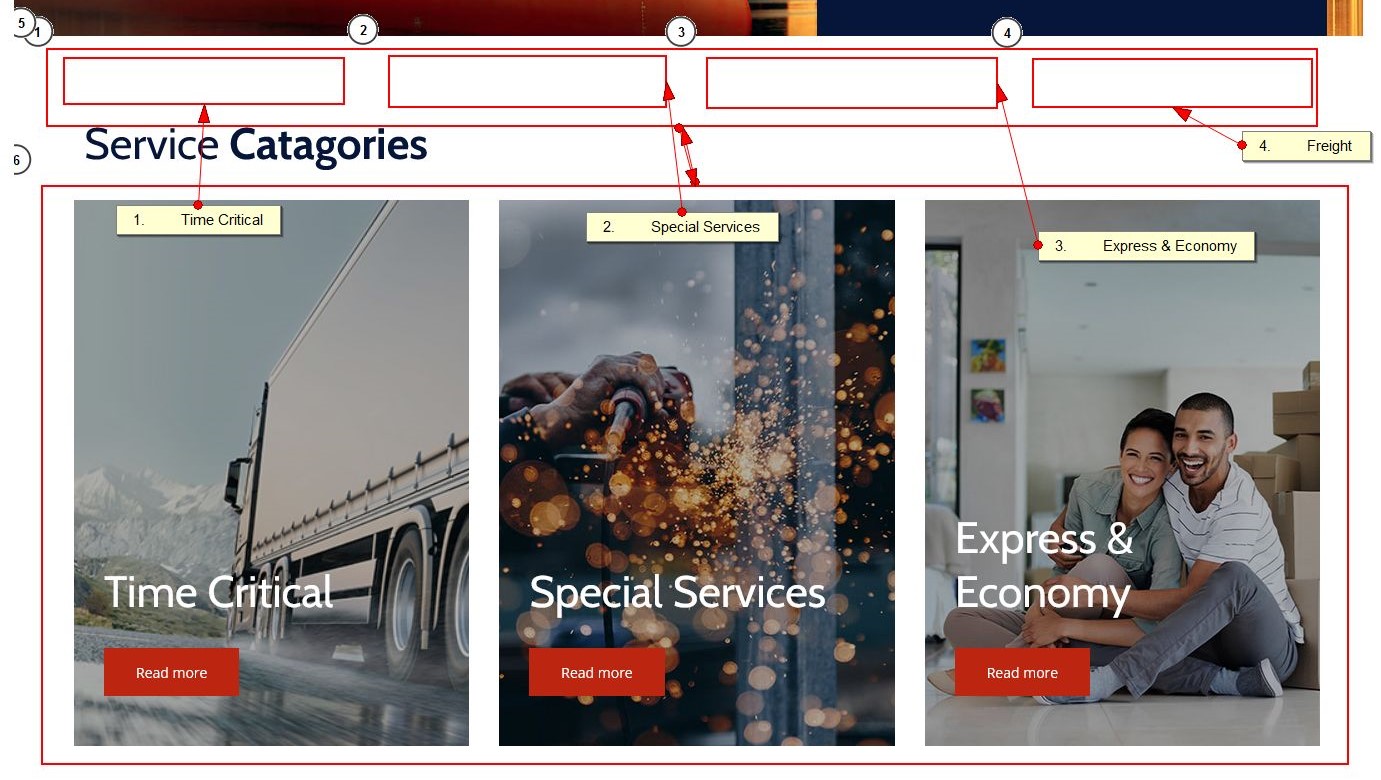 5
1
2
3
4
Service Catagories
4. Freight
6
1. Time Critical
2. Special Services
3. Express & Economy
Time Critical
Read more
Special Services
Read more
Express &
Economy
Read more